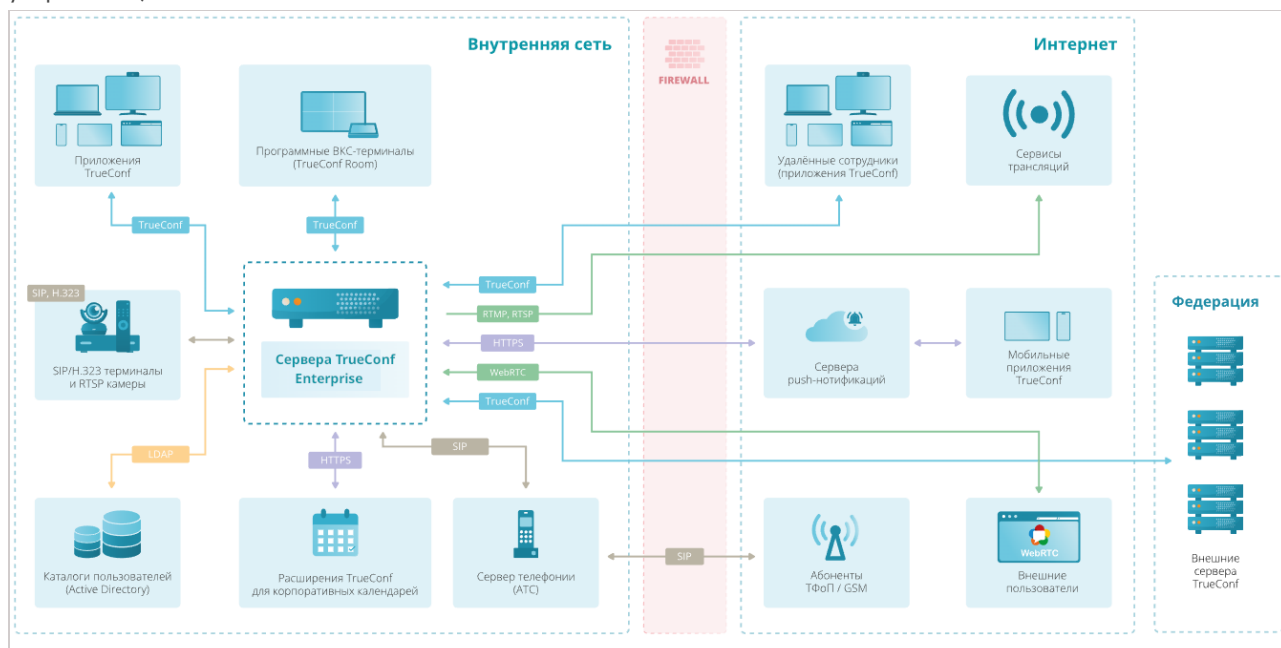 Внутренняя сеть
FIREWALL
Интернет
Приложения
TrueConf
Программные ВКС-терминалы
(TrueConf Room)
Удалённые сотрудники
(приложения TrueConf)
Сервисы
трансляций
TrueConf
TrueConf
SIP, H.323
SIP/H.323 терминалы
и RTSP камеры
Сервера TrueConf
Enterprise
TrueConf
RTMP, RTSP
HTTPS
WebRTC
TrueConf
Сервера
push-нотификаций
Мобильные
приложения
TrueConf
Федерация
LDAP
HTTPS
SIP
Каталоги пользователей
(Active Directory)
Расширения TrueConf
для корпоративных календарей
Сервер телефонии
(АТС)
SIP
Абоненты
ТФоП / GSM
WebRTC
Внешние
пользователи
Внешние
сервера
TrueConf